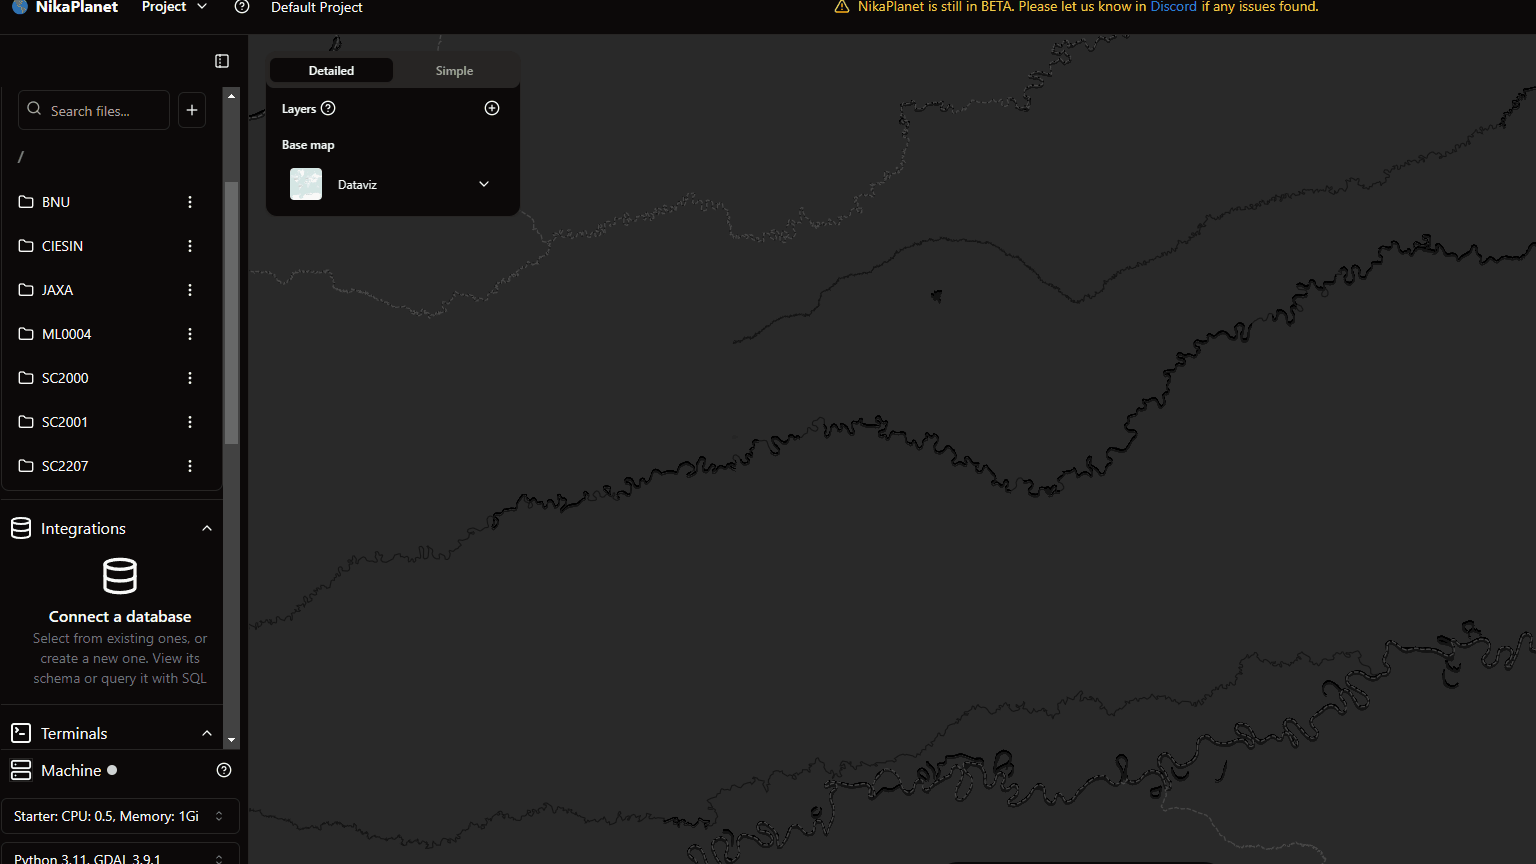 NikaPlanet
Project
Default Project
NikaPlanet is still in BETA. Please let us know in Discord if any issues found.
Search files...
/
BNU
CIESIN
JAXA
ML0004
SC2000
SC2001
SC2207
Integrations
Connect a database
Select from existing ones, or
create a new one. View its
schema or query it with SQL
Terminals
Machine
Starter: CPU: 0.5, Memory: 1Gi
Python 3.11, GDAL 3.9.1
Detailed
Simple
Layers
Base map
Dataviz